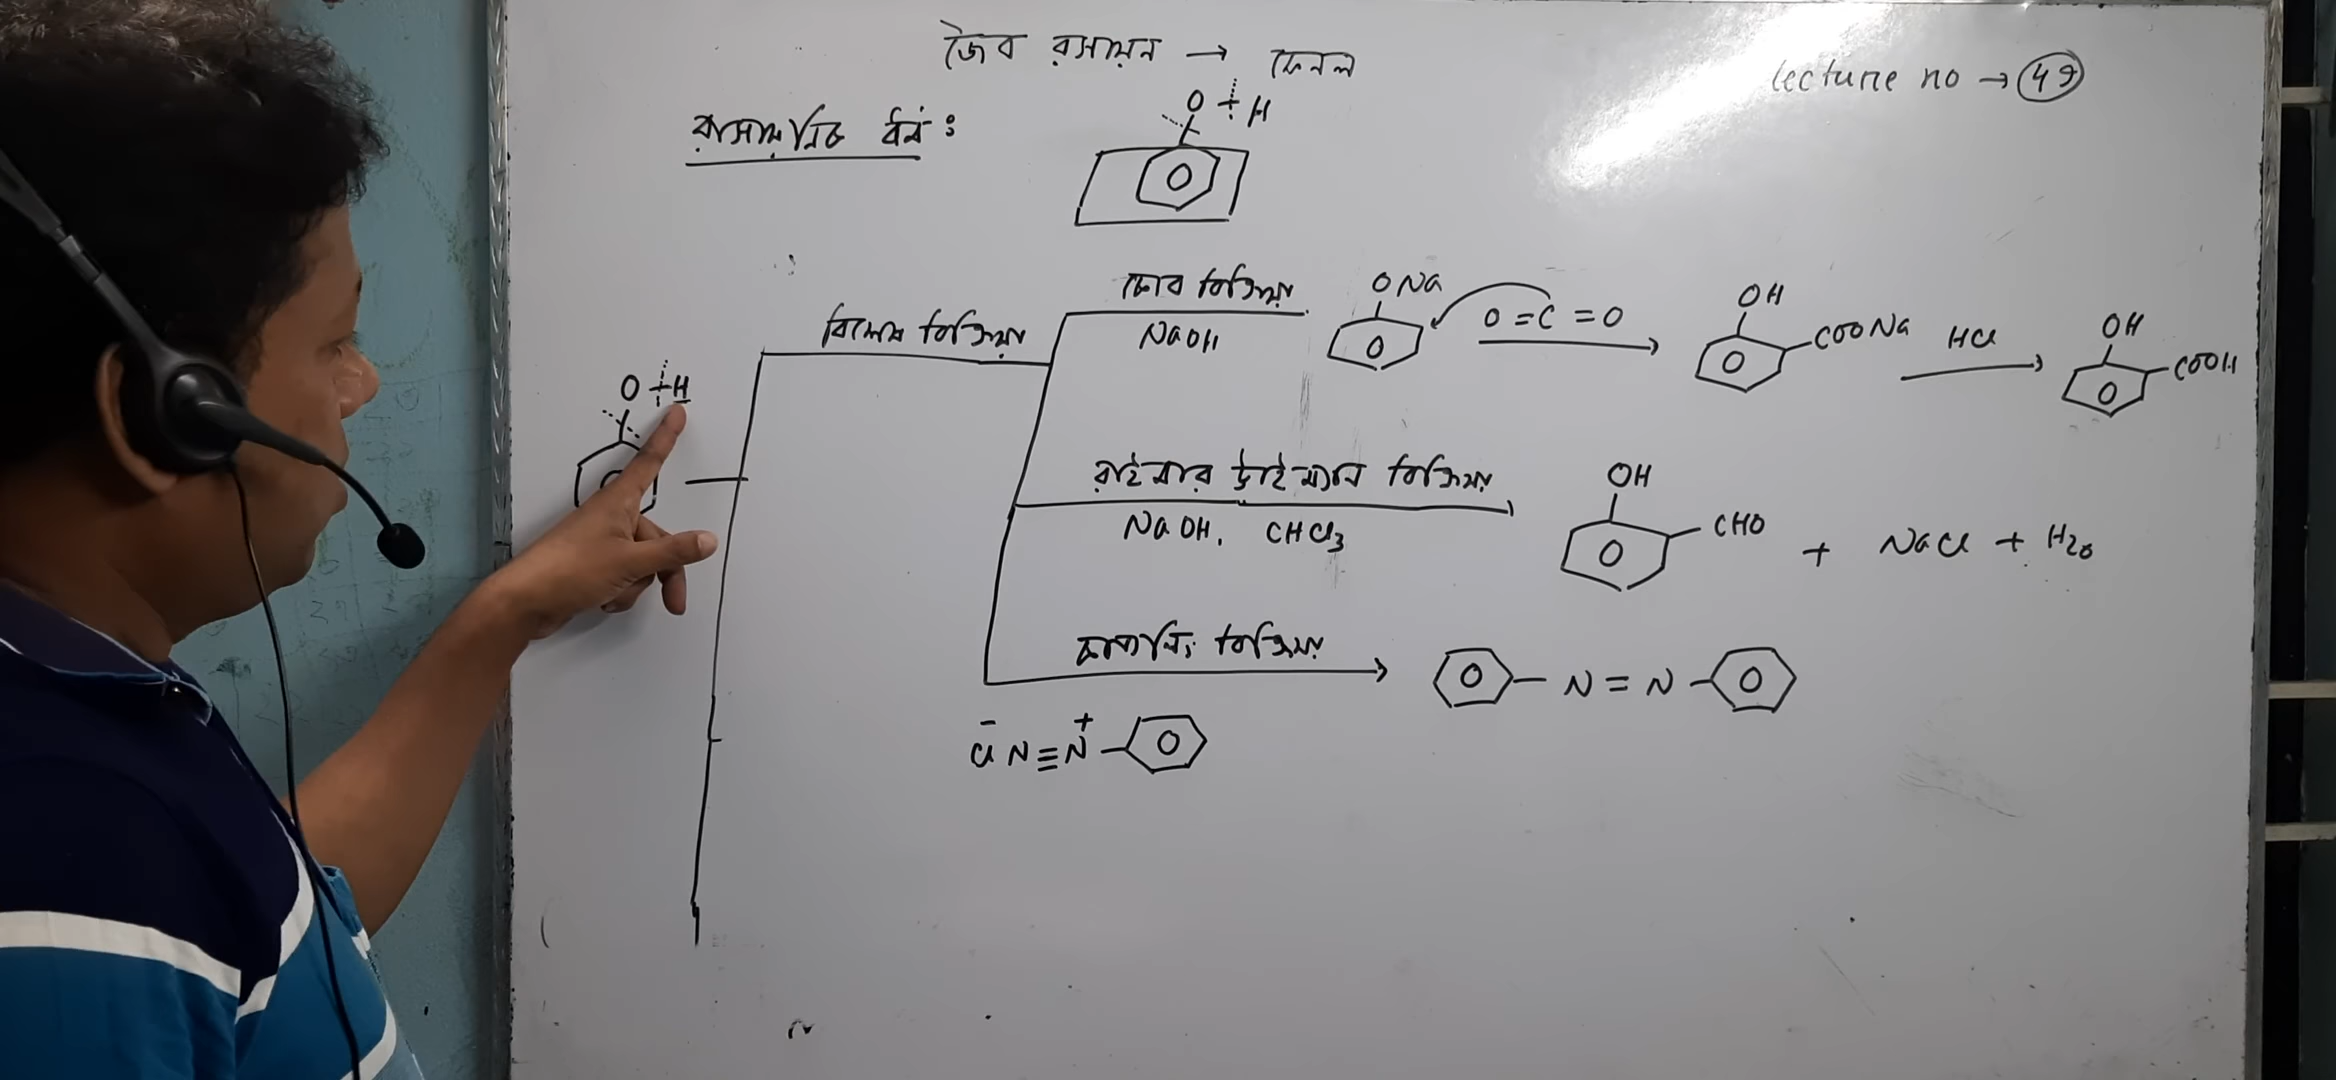 জৈব রসায়ন → ফেনল
lecture no → 49
রাসায়নিক ধর্ম :
O + H
O + H
বিশেষ বিক্রিয়া
কোব বিক্রিয়া
NaOH
ONa
O = C = O
OH
COONa
HCl
OH
COOH
রাইমার টাইম্যান বিক্রিয়া
NaOH, CHCl3
OH
CHO + NaCl + H2O
কাপলিং বিক্রিয়া
N = N
Cl⁻ N≡N⁺